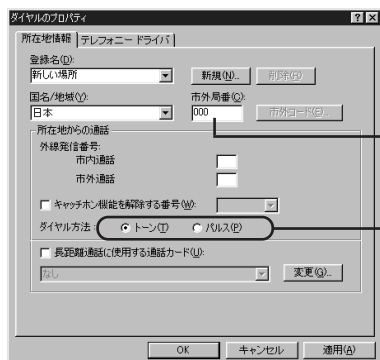 ダイヤルのプロパティ
所在地情報 テレフォニー ドライバ
登録名(D):
新しい場所 新規(N)... 削除(R)
国名/地域(Y): 市外局番(C):
日本 000 市外コード(E)...
所在地からの通話
外線発信番号:
市内通話
市外通話
キャッチホン機能を解除する番号(W):
ダイヤル方法: トーン(T) パルス(P)
長距離通話に使用する通話カード(U):
なし 変更(G)...
OK キャンセル 適用(A)